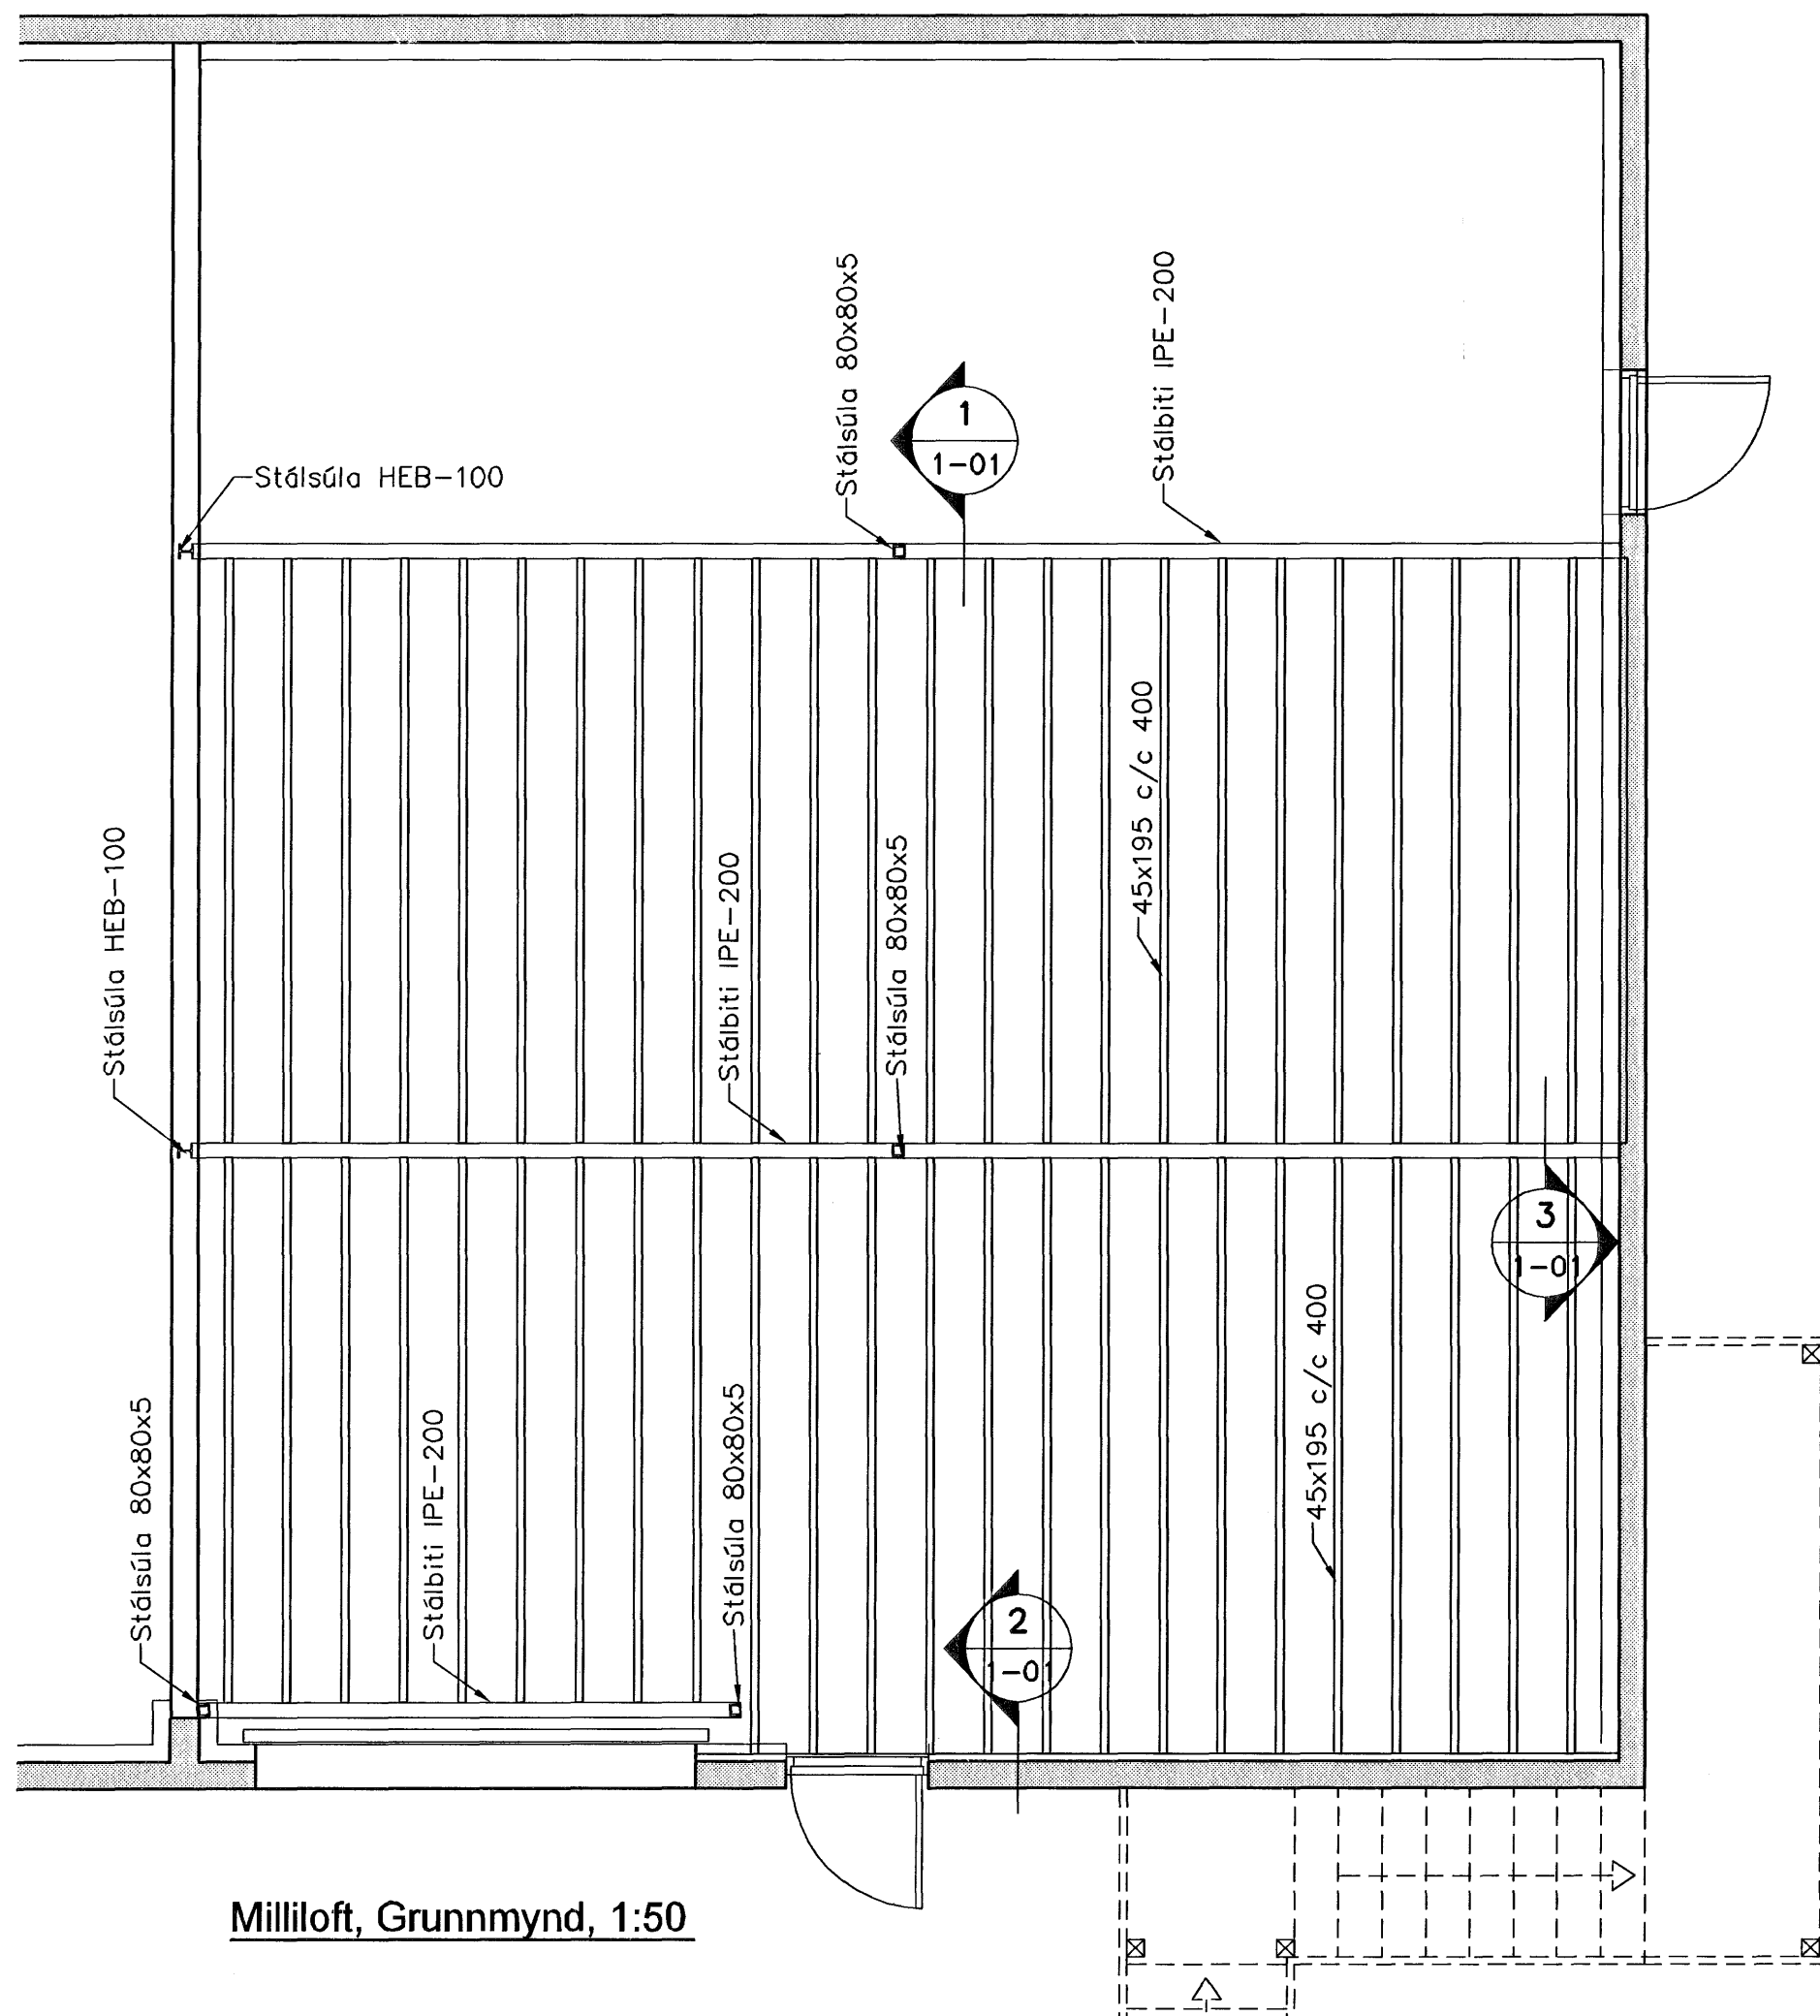 Stálsúla 80x80x5
Stálbiti IPE-200
1
1-01
Stálsúla HEB-100
45x195 c/c 400
Stálsúla HEB-100
Stálbiti IPE-200
Stálsúla 80x80x5
3
1-01
45x195 c/c 400
Stálsúla 80x80x5
Stálbiti IPE-200
Stálsúla 80x80x5
2
1-01
Milliloft, Grunnmynd, 1:50